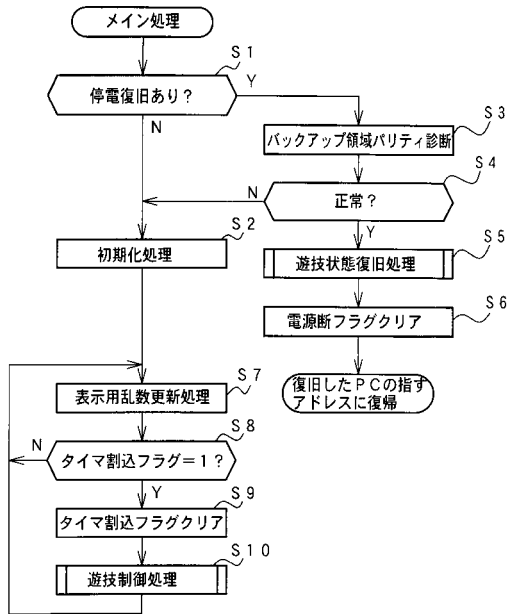 メイン処理
S1
停電復旧あり?
Y
N
S3
バックアップ領域パリティ診断
S4
N
正常?
Y
S2
初期化処理
S5
遊技状態復旧処理
S6
電源断フラグクリア
復旧したPCの指す
アドレスに復帰
S7
表示用乱数更新処理
S8
N
タイマ割込フラグ=1?
Y
S9
タイマ割込フラグクリア
S10
遊技制御処理